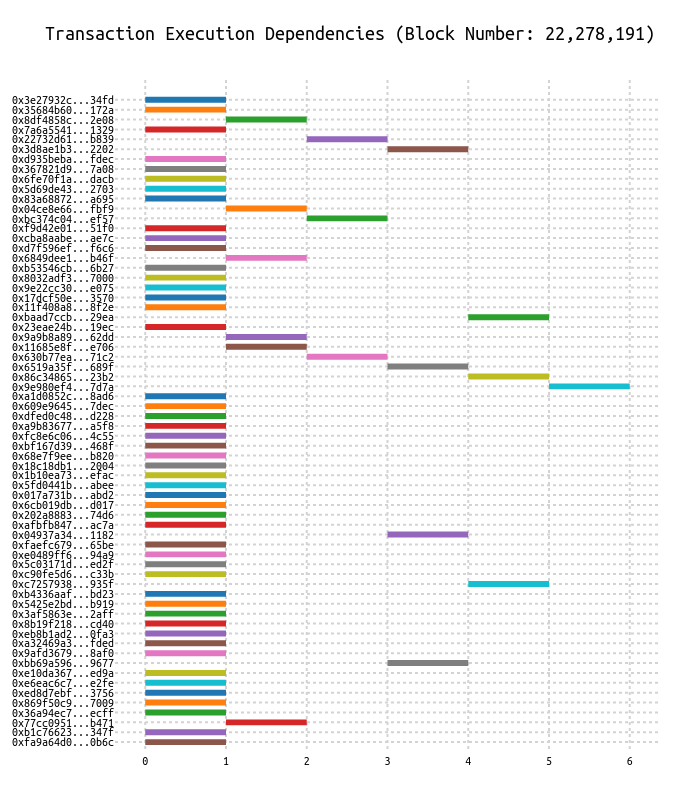 Transaction Execution Dependencies (Block Number: 22,278,191)
0x3e27932c...34fd
0x35684b60...172a
0x8df4858c...2e08
0x7a6a5541...1329
0x22732d61...b839
0x3d8ae1b3...2202
0xd935beba...fdec
0x367821d9...7a08
0x6fe70f1a...dacb
0x5d69de43...2703
0x83a68872...a695
0x04ce8e66...fbf9
0xbc374c04...ef57
0xf9d42e01...51f0
0xcba8aabe...ae7c
0xd7f596ef...f6c6
0x6849dee1...b46f
0xb53546cb...6b27
0x8032adf3...7000
0x9e22cc30...e075
0x17dcf50e...3570
0x11f408a8...8f2e
0xbaad7ccb...29ea
0x23eae24b...19ec
0x9a9b8a89...62dd
0x11685e8f...e706
0x630b77ea...71c2
0x6519a35f...689f
0x86c34865...23b2
0x9e980ef4...7d7a
0xa1d0852c...8ad6
0x609e9645...7dec
0xdfed0c48...d228
0xa9b83677...a5f8
0xfc8e6c06...4c55
0xbf167d39...468f
0x68e7f9ee...b820
0x18c18db1...2004
0x1b10ea73...efac
0x5fd0441b...abee
0x017a731b...abd2
0x6cb019db...d017
0x202a8883...74d6
0xafbfb847...ac7a
0x04937a34...1182
0xfaefc679...65be
0xe0489ff6...94a9
0x5c03171d...ed2f
0xc90fe5d6...c33b
0xc7257938...935f
0xb4336aaf...bd23
0x5425e2bd...b919
0x3af5863e...2aff
0x8b19f218...cd40
0xeb8b1ad2...0fa3
0xa32469a3...fded
0x9afd3679...8af0
0xbb69a596...9677
0xe10da367...ed9a
0xe6eac6c7...e2fe
0xed8d7ebf...3756
0x869f50c9...7009
0x36a94ec7...ecff
0x77cc0951...b471
0xb1c76623...347f
0xfa9a64d0...0b6c
0 1 2 3 4 5 6